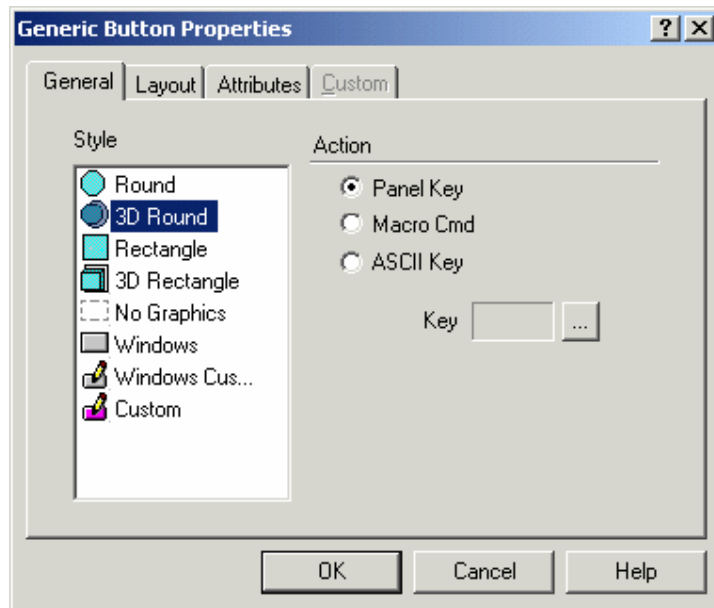 Generic Button Properties
General Layout Attributes Custom
Style
Round
3D Round
Rectangle
3D Rectangle
No Graphics
Windows
Windows Cus...
Custom
Action
Panel Key
Macro Cmd
ASCII Key
Key ...
OK Cancel Help